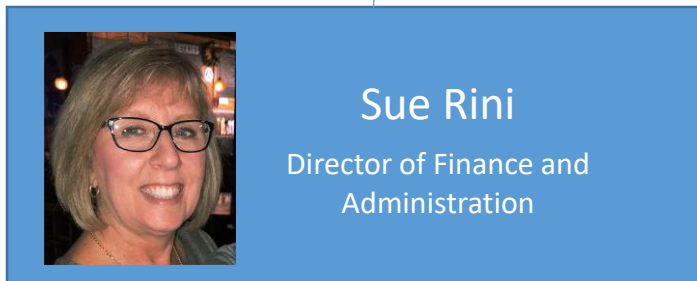 Sue Rini
Director of Finance and
Administration